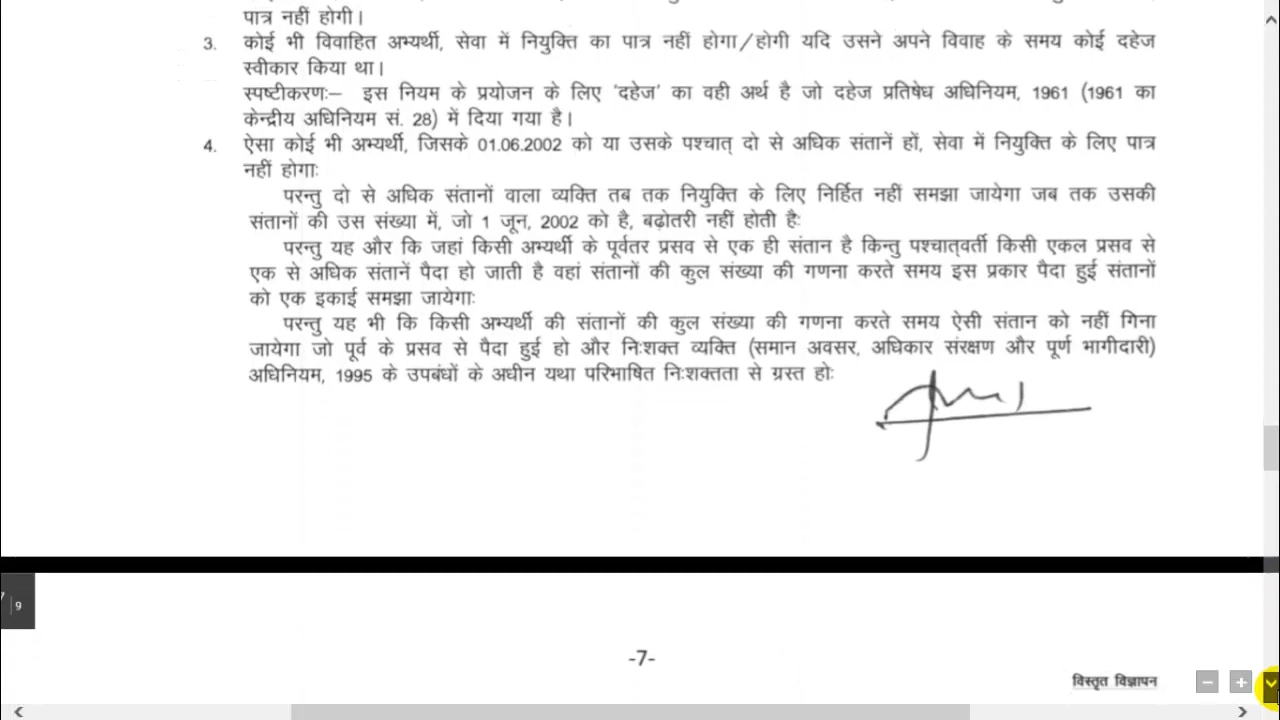 पात्र नहीं होगी।
3. कोई भी विवाहित अभ्यर्थी, सेवा में नियुक्ति का पात्र नहीं होगा/होगी यदि उसने अपने विवाह के समय कोई दहेज
स्वीकार किया था।
स्पष्टीकरणः– इस नियम के प्रयोजन के लिए 'दहेज' का वही अर्थ है जो दहेज प्रतिषेध अधिनियम, 1961 (1961 का
केन्द्रीय अधिनियम सं. 28) में दिया गया है।
4. ऐसा कोई भी अभ्यर्थी, जिसके 01.06.2002 को या उसके पश्चात् दो से अधिक संतानें हों, सेवा में नियुक्ति के लिए पात्र
नहीं होगाः
परन्तु दो से अधिक संतानों वाला व्यक्ति तब तक नियुक्ति के लिए निर्हित नहीं समझा जायेगा जब तक उसकी
संतानों की उस संख्या में, जो 1 जून, 2002 को है, बढ़ोतरी नहीं होती हैः
परन्तु यह और कि जहां किसी अभ्यर्थी के पूर्वतर प्रसव से एक ही संतान है किन्तु पश्चात्वर्ती किसी एकल प्रसव से
एक से अधिक संतानें पैदा हो जाती है वहां संतानों की कुल संख्या की गणना करते समय इस प्रकार पैदा हुई संतानों
को एक इकाई समझा जायेगाः
परन्तु यह भी कि किसी अभ्यर्थी की संतानों की कुल संख्या की गणना करते समय ऐसी संतान को नहीं गिना
जायेगा जो पूर्व के प्रसव से पैदा हुई हो और निःशक्त व्यक्ति (समान अवसर, अधिकार संरक्षण और पूर्ण भागीदारी)
अधिनियम, 1995 के उपबंधों के अधीन यथा परिभाषित निःशक्तता से ग्रस्त होः
7 | 9
-7-
विस्तृत विज्ञापन